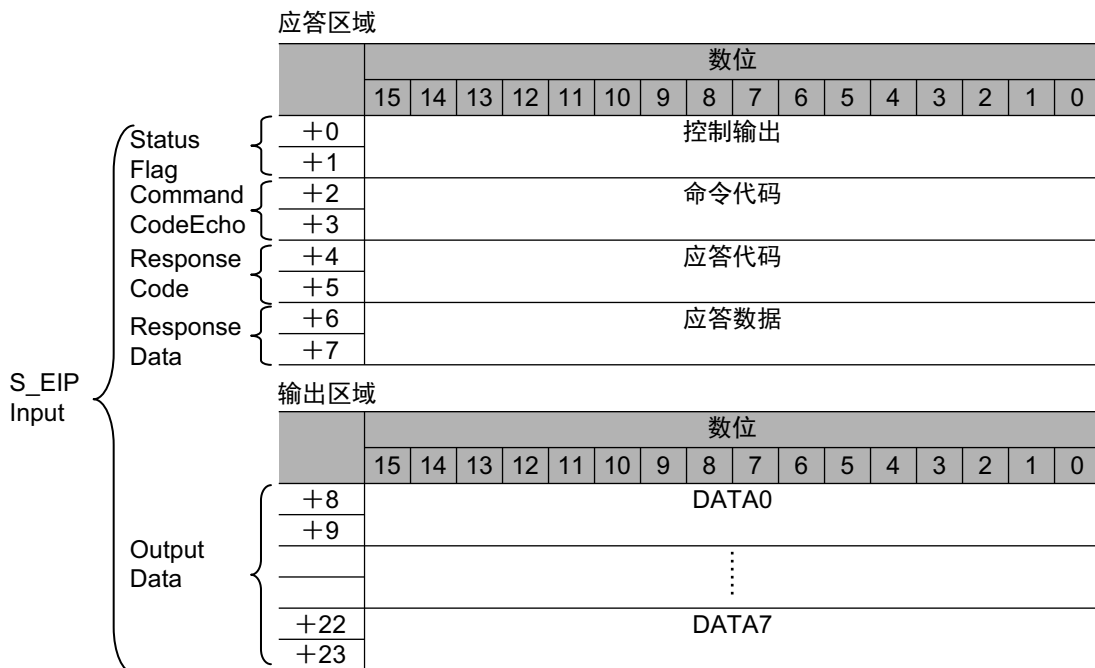 应答区域
数位
15 14 13 12 11 10 9 8 7 6 5 4 3 2 1 0
Status
Flag
+0
控制输出
+1
Command
CodeEcho
+2
命令代码
+3
Response
Code
+4
应答代码
+5
Response
Data
+6
应答数据
+7
S_EIP
Input
输出区域
数位
15 14 13 12 11 10 9 8 7 6 5 4 3 2 1 0
Output
Data
+8
DATA0
+9
+22
DATA7
+23